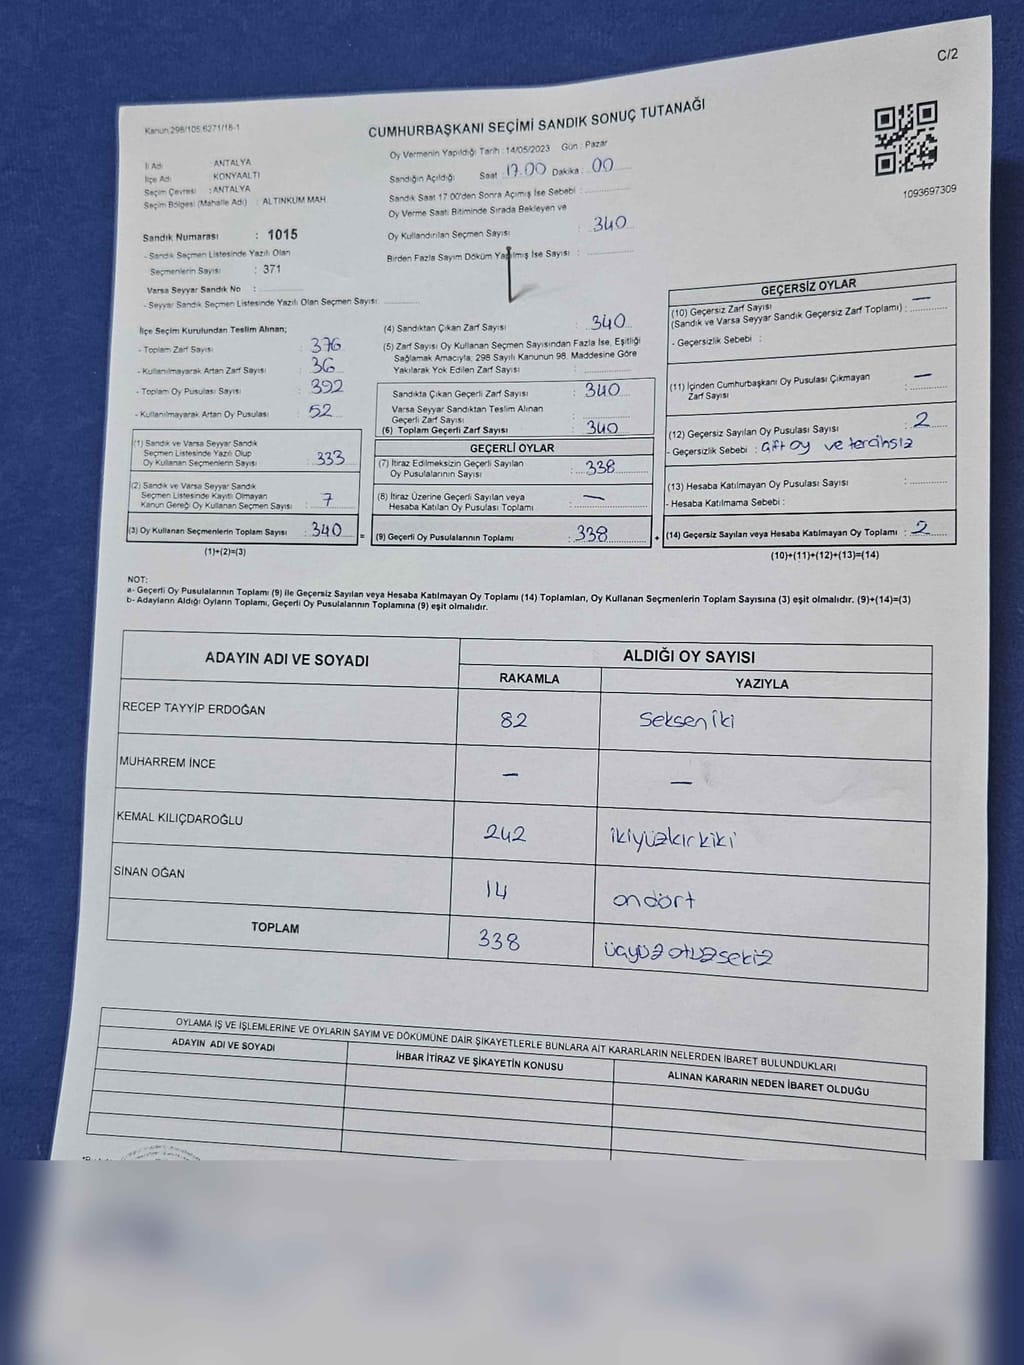 C/2
Kanun:298/105,6271/16-1
CUMHURBAŞKANI SEÇİMİ SANDIK SONUÇ TUTANAĞI
1093697309
İl Adı : ANTALYA
İlçe Adı : KONYAALTI
Seçim Çevresi : ANTALYA
Seçim Bölgesi (Mahalle Adı) : ALTINKUM MAH
Sandık Numarası : 1015
- Sandık Seçmen Listesinde Yazılı Olan
Seçmenlerin Sayısı : 371
Varsa Seyyar Sandık No :
- Seyyar Sandık Seçmen Listesinde Yazılı Olan Seçmen Sayısı :
Oy Vermenin Yapıldığı Tarih : 14/05/2023 Gün : Pazar
Sandığın Açıldığı Saat : 17.00 Dakika : 00
Sandık Saat 17.00'den Sonra Açılmış İse Sebebi :
Oy Verme Saati Bitiminde Sırada Bekleyen ve
Oy Kullandırılan Seçmen Sayısı : 340
Birden Fazla Sayım Döküm Yapılmış İse Sayısı :
İlçe Seçim Kurulundan Teslim Alınan;
- Toplam Zarf Sayısı : 376
- Kullanılmayarak Artan Zarf Sayısı : 36
- Toplam Oy Pusulası : 392
- Kullanılmayarak Artan Oy Pusulası : 52
(1) Sandık ve Varsa Seyyar Sandık
Seçmen Listesinde Yazılı Olup
Oy Kullanan Seçmenlerin Sayısı : 333
(2) Sandık ve Varsa Seyyar Sandık
Seçmen Listesinde Kayıtlı Olmayan
Kanun Gereği Oy Kullanan Seçmen Sayısı : 7
(3) Oy Kullanan Seçmenlerin Toplam Sayısı : 340 =
(1)+(2)=(3)
(4) Sandıktan Çıkan Zarf Sayısı : 340
(5) Zarf Sayısı Oy Kullanan Seçmen Sayısından Fazla İse, Eşitliği
Sağlamak Amacıyla; 298 Sayılı Kanunun 98. Maddesine Göre
Yakılarak Yok Edilen Zarf Sayısı :
Sandıkta Çıkan Geçerli Zarf Sayısı : 340
Varsa Seyyar Sandıktan Teslim Alınan
Geçerli Zarf Sayısı :
(6) Toplam Geçerli Zarf Sayısı : 340
GEÇERLİ OYLAR
(7) İtiraz Edilmeksizin Geçerli Sayılan
Oy Pusulalarının Sayısı : 338
(8) İtiraz Üzerine Geçerli Sayılan veya
Hesaba Katılan Oy Pusulası Toplamı : —
(9) Geçerli Oy Pusulalarının Toplamı : 338 +
GEÇERSİZ OYLAR
(10) Geçersiz Zarf Sayısı
(Sandık ve Varsa Seyyar Sandık Geçersiz Zarf Toplamı) : —
- Geçersizlik Sebebi :
(11) İçinden Cumhurbaşkanı Oy Pusulası Çıkmayan
Zarf Sayısı : —
(12) Geçersiz Sayılan Oy Pusulası Sayısı : 2
- Geçersizlik Sebebi : Çift oy ve tercihsiz
(13) Hesaba Katılmayan Oy Pusulası Sayısı :
- Hesaba Katılmama Sebebi :
(14) Geçersiz Sayılan veya Hesaba Katılmayan Oy Toplamı : 2
(10)+(11)+(12)+(13)=(14)
NOT:
a- Geçerli Oy Pusulalarının Toplamı (9) ile Geçersiz Sayılan veya Hesaba Katılmayan Oy Toplamı (14) Toplamları, Oy Kullanan Seçmenlerin Toplam Sayısına (3) eşit olmalıdır. (9)+(14)=(3)
b- Adayların Aldığı Oyların Toplamı, Geçerli Oy Pusulalarının Toplamına (9) eşit olmalıdır.
ADAYIN ADI VE SOYADI
ALDIĞI OY SAYISI
RAKAMLA YAZIYLA
RECEP TAYYİP ERDOĞAN 82 Seksen iki
MUHARREM İNCE — —
KEMAL KILIÇDAROĞLU 242 ikiyüzkırkiki
SİNAN OĞAN 14 ondört
TOPLAM 338 üçyüzotuzsekiz
OYLAMA İŞ VE İŞLEMLERİNE VE OYLARIN SAYIM VE DÖKÜMÜNE DAİR ŞİKAYETLERLE BUNLARA AİT KARARLARIN NELERDEN İBARET BULUNDUKLARI
ADAYIN ADI VE SOYADI İHBAR İTİRAZ VE ŞİKAYETİN KONUSU ALINAN KARARIN NEDEN İBARET OLDUĞU